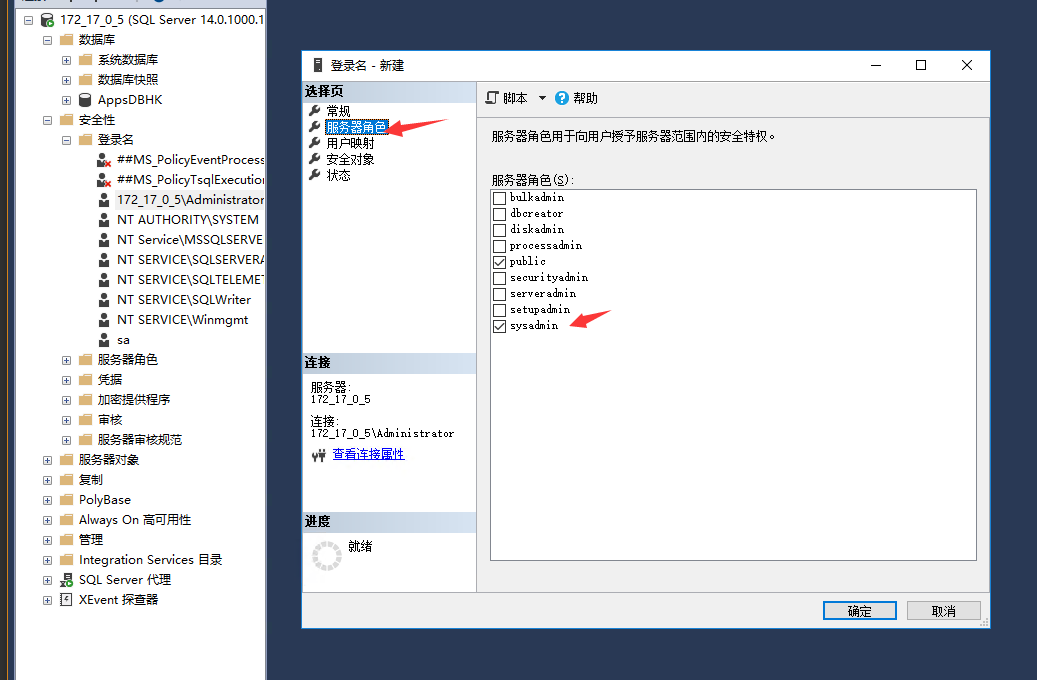 172_17_0_5 (SQL Server 14.0.1000.1
数据库
系统数据库
数据库快照
AppsDBHK
安全性
登录名
##MS_PolicyEventProcess
##MS_PolicyTsqlExecution
172_17_0_5\Administrator
NT AUTHORITY\SYSTEM
NT Service\MSSQLSERVE
NT SERVICE\SQLSERVERA
NT SERVICE\SQLTELEMET
NT SERVICE\SQLWriter
NT SERVICE\Winmgmt
sa
服务器角色
凭据
加密提供程序
审核
服务器审核规范
服务器对象
复制
PolyBase
Always On 高可用性
管理
Integration Services 目录
SQL Server 代理
XEvent 探查器
登录名 - 新建
选择页
常规
服务器角色
用户映射
安全对象
状态
连接
服务器:
172_17_0_5
连接:
172_17_0_5\Administrator
查看连接属性
进度
就绪
脚本 帮助
服务器角色用于向用户授予服务器范围内的安全特权。
服务器角色(S):
bulkadmin
dbcreator
diskadmin
processadmin
public
securityadmin
serveradmin
setupadmin
sysadmin
确定 取消